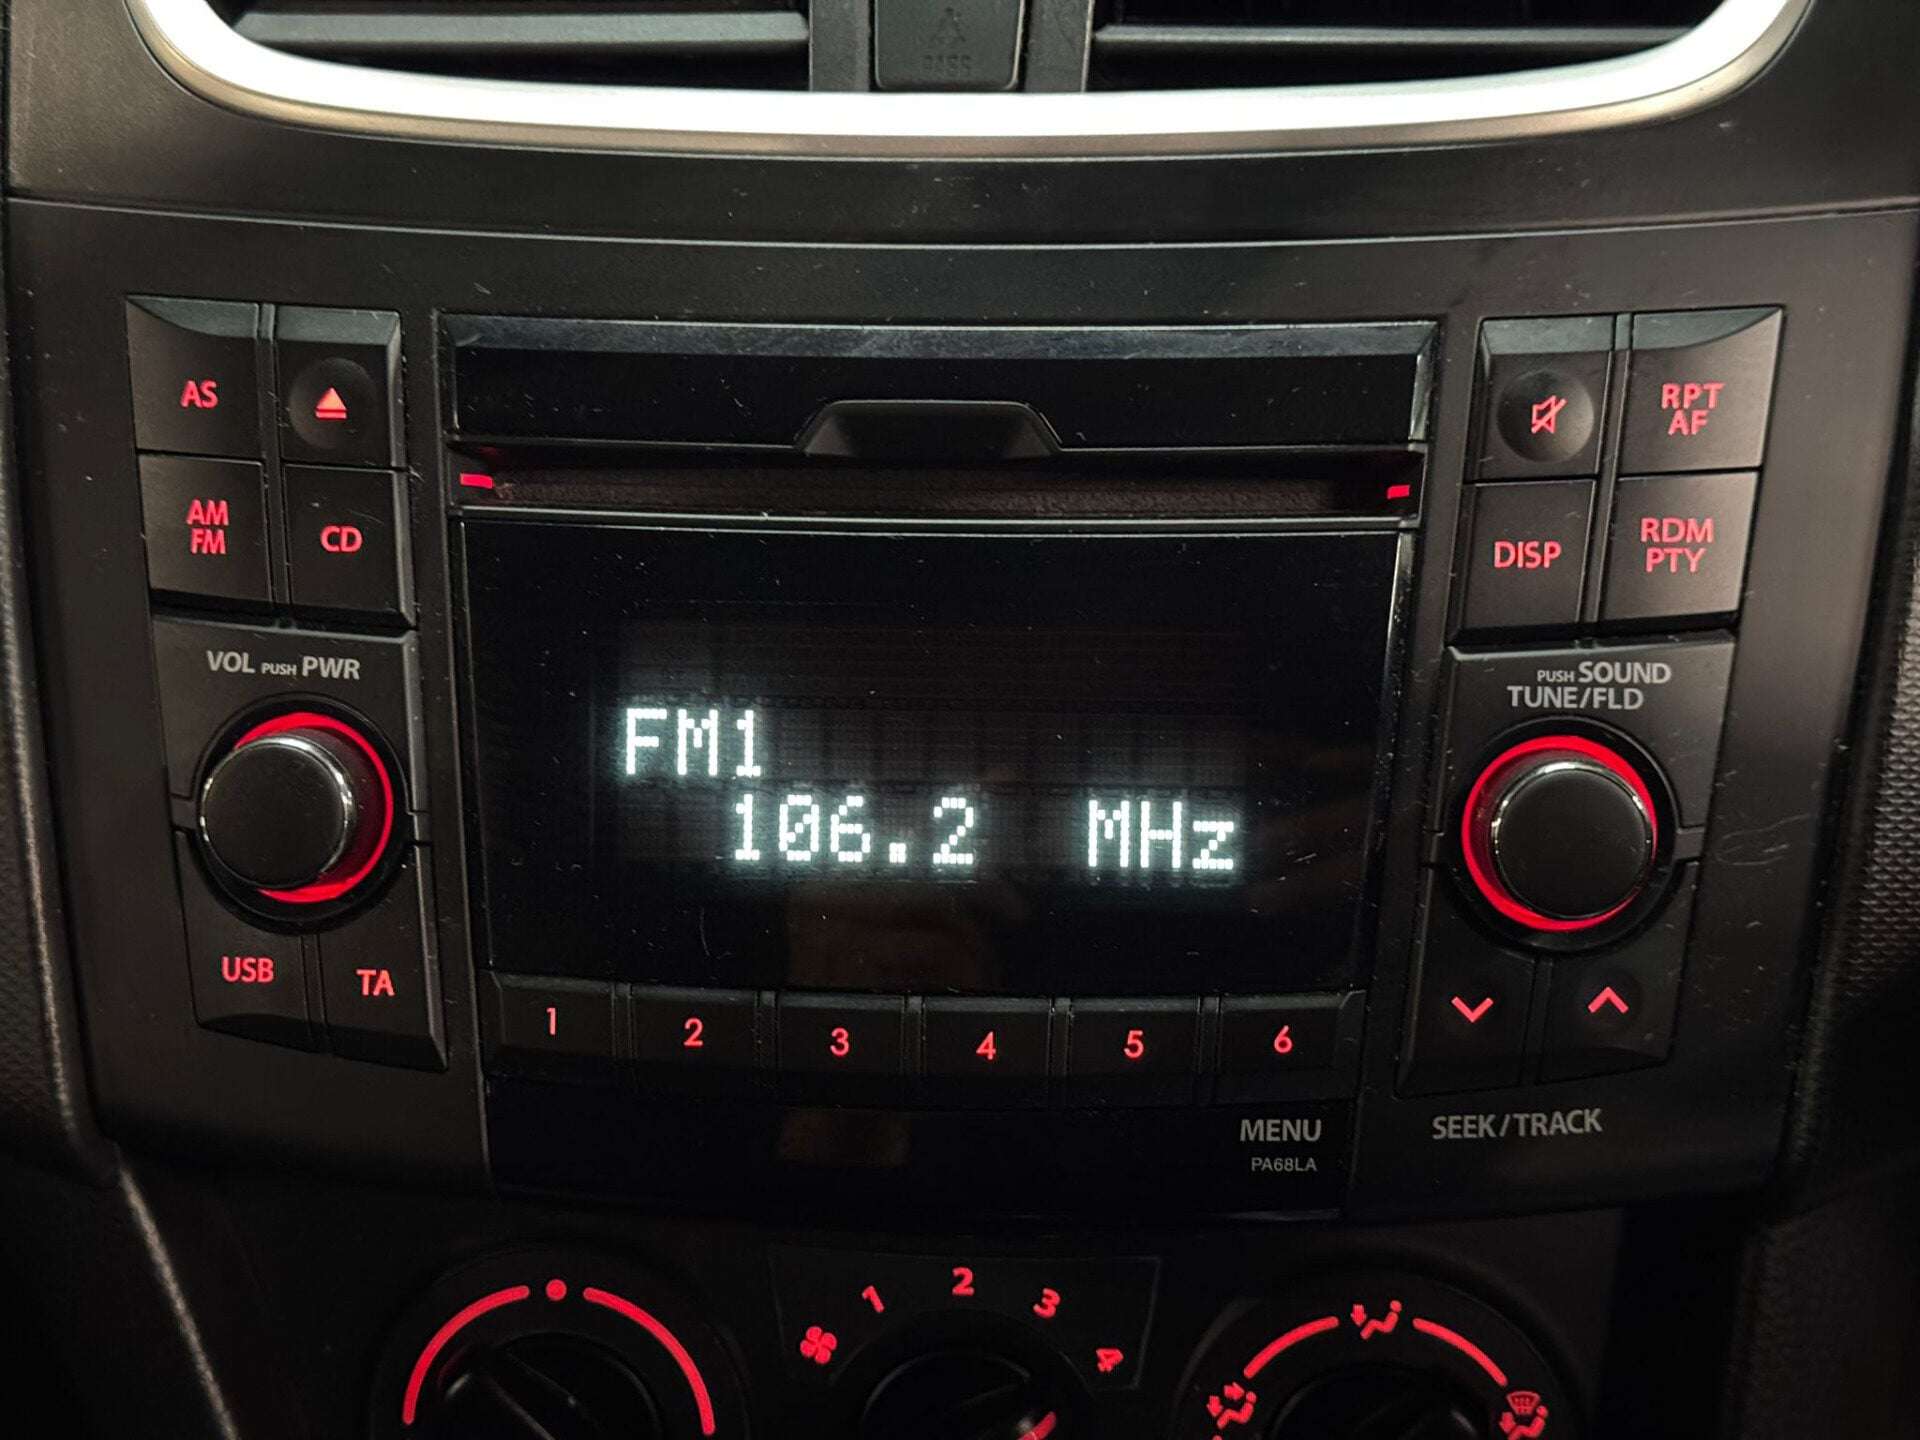 PASS
AS
AM
FM
CD
VOL PUSH PWR
USB
TA
FM1
106.2 MHz
1
2
3
4
5
6
MENU
PA68LA
RPT
AF
DISP
RDM
PTY
PUSH SOUND
TUNE/FLD
SEEK/TRACK
1
2
3
4